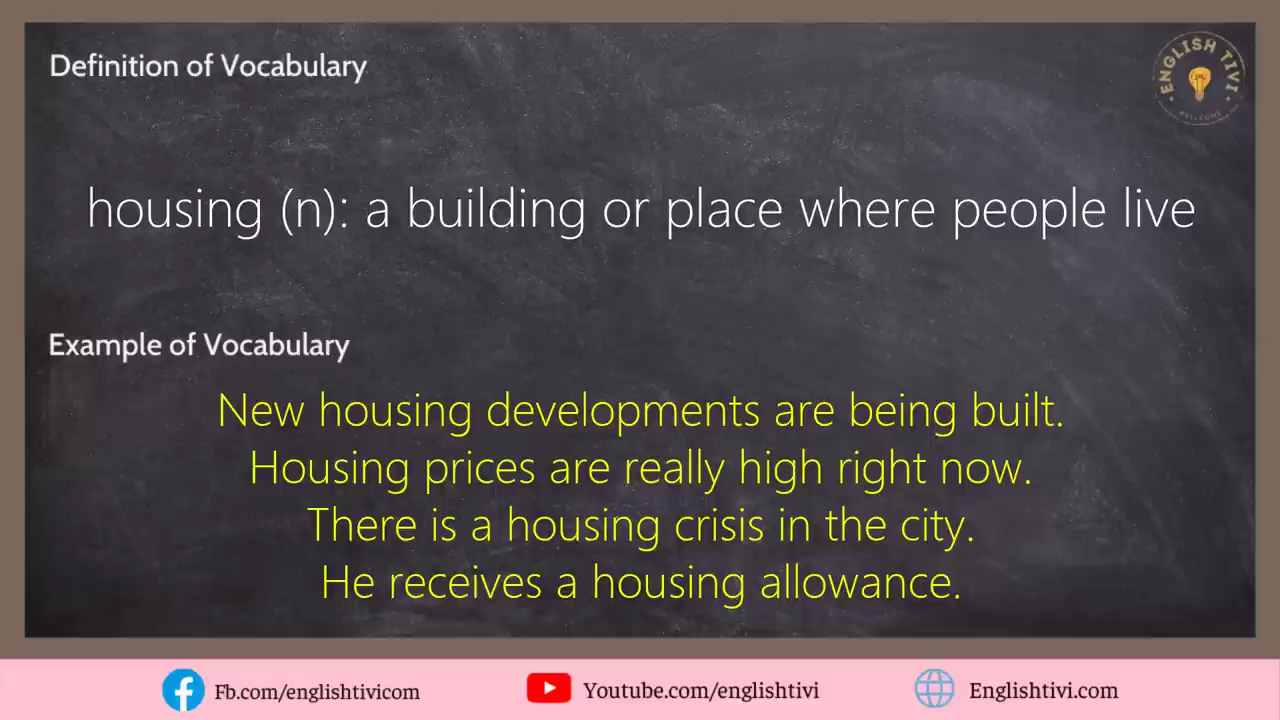 Definition of Vocabulary
ENGLISH TIVI
WELCOME
housing (n): a building or place where people live
Example of Vocabulary
New housing developments are being built.
Housing prices are really high right now.
There is a housing crisis in the city.
He receives a housing allowance.
Fb.com/englishtivicom
Youtube.com/englishtivi
Englishtivi.com